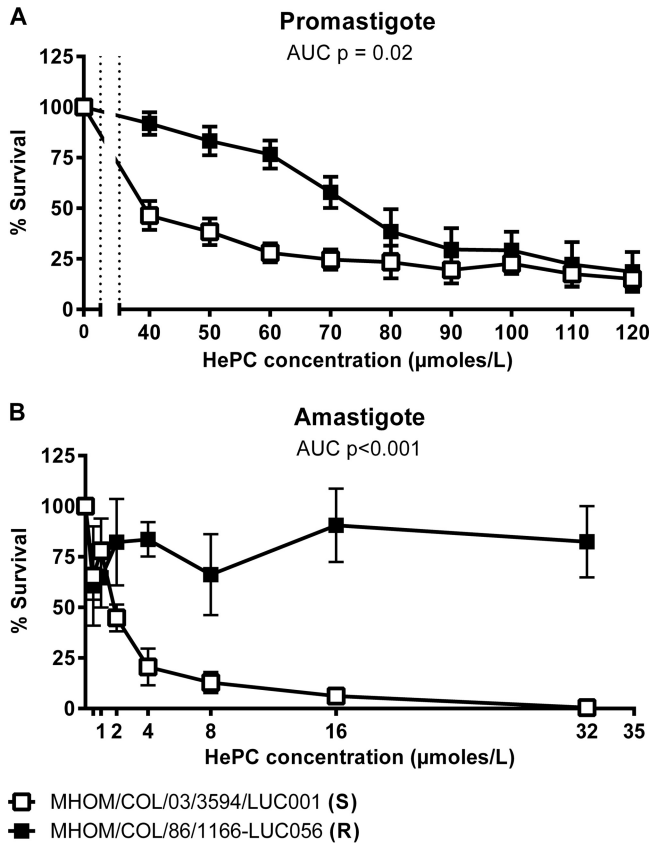 A
Promastigote
AUC p = 0.02
125
100
75
50
25
0
% Survival
0 40 50 60 70 80 90 100 110 120
HePC concentration (µmoles/L)
B
Amastigote
AUC p<0.001
125
100
75
50
25
0
% Survival
1 2 4 8 16 32 35
HePC concentration (µmoles/L)
MHOM/COL/03/3594/LUC001 (S)
MHOM/COL/86/1166-LUC056 (R)